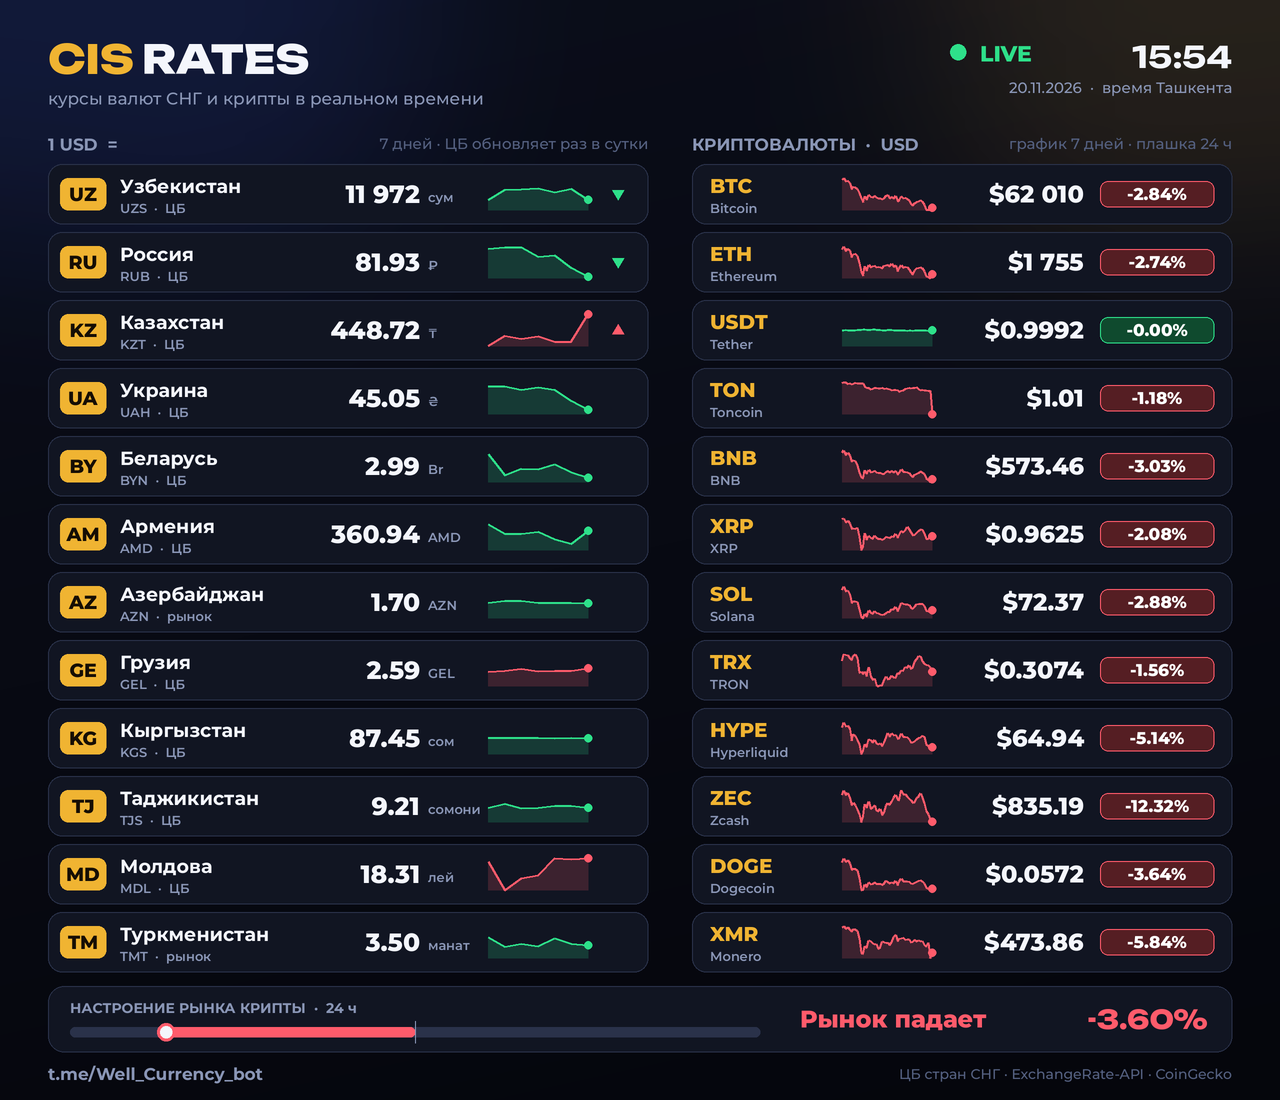 CIS RATES
курсы валют СНГ и крипты в реальном времени
LIVE
15:54
20.11.2026 · время Ташкента
1 USD =
7 дней · ЦБ обновляет раз в сутки
UZ Узбекистан 11 972 сум
UZS · ЦБ
RU Россия 81.93 ₽
RUB · ЦБ
KZ Казахстан 448.72 ₸
KZT · ЦБ
UA Украина 45.05 ₴
UAH · ЦБ
BY Беларусь 2.99 Br
BYN · ЦБ
AM Армения 360.94 AMD
AMD · ЦБ
AZ Азербайджан 1.70 AZN
AZN · рынок
GE Грузия 2.59 GEL
GEL · ЦБ
KG Кыргызстан 87.45 сом
KGS · ЦБ
TJ Таджикистан 9.21 сомони
TJS · ЦБ
MD Молдова 18.31 лей
MDL · ЦБ
TM Туркменистан 3.50 манат
TMT · рынок
КРИПТОВАЛЮТЫ · USD
график 7 дней · плашка 24 ч
BTC $62 010 -2.84%
Bitcoin
ETH $1 755 -2.74%
Ethereum
USDT $0.9992 -0.00%
Tether
TON $1.01 -1.18%
Toncoin
BNB $573.46 -3.03%
BNB
XRP $0.9625 -2.08%
XRP
SOL $72.37 -2.88%
Solana
TRX $0.3074 -1.56%
TRON
HYPE $64.94 -5.14%
Hyperliquid
ZEC $835.19 -12.32%
Zcash
DOGE $0.0572 -3.64%
Dogecoin
XMR $473.86 -5.84%
Monero
НАСТРОЕНИЕ РЫНКА КРИПТЫ · 24 ч
Рынок падает -3.60%
t.me/Well_Currency_bot
ЦБ стран СНГ · ExchangeRate-API · CoinGecko